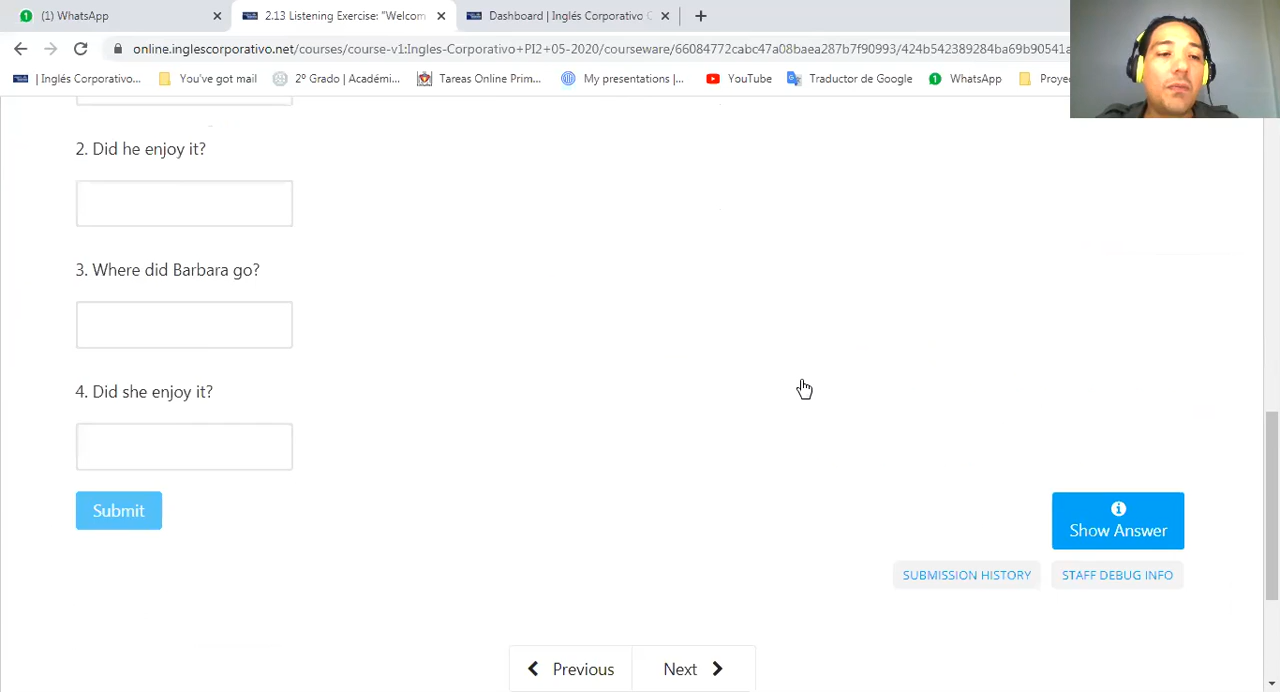 (1) WhatsApp
2.13 Listening Exercise: "Welcom
Dashboard | Inglés Corporativo C
online.inglescorporativo.net/courses/course-v1:Ingles-Corporativo+PI2+05-2020/courseware/66084772cabc47a08baea287b7f90993/424b542389284ba69b90541a
| Inglés Corporativo...
You've got mail
2º Grado | Académi...
Tareas Online Prim...
My presentations |...
YouTube
Traductor de Google
WhatsApp
Proye
2. Did he enjoy it?
3. Where did Barbara go?
4. Did she enjoy it?
Submit
Show Answer
SUBMISSION HISTORY
STAFF DEBUG INFO
Previous
Next